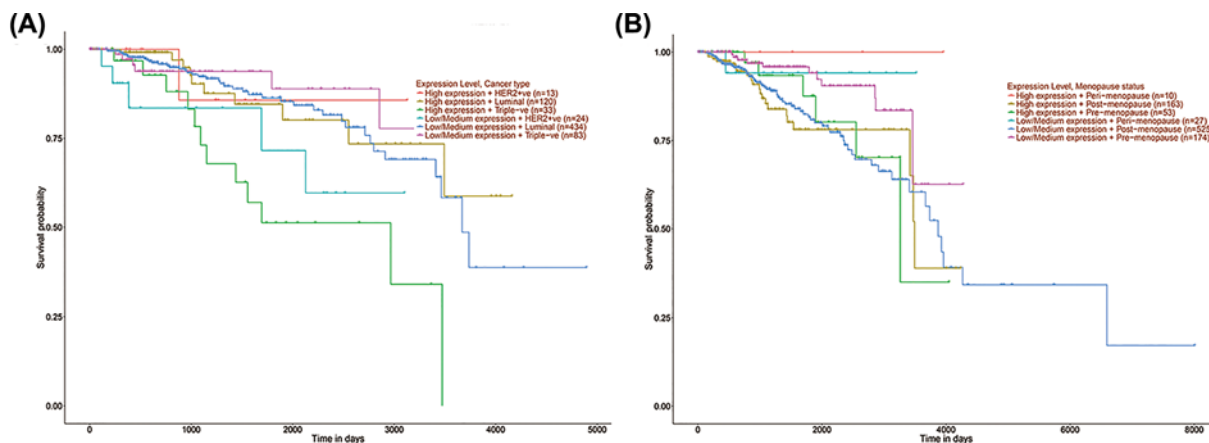 (A)
(B)
1.00
0.75
0.50
0.25
0.00
Survival probability
0
1000
2000
3000
4000
5000
Time in days
Expression Level, Cancer type
High expression + HER2+ve (n=13)
High expression + Luminal (n=120)
High expression + Triple-ve (n=33)
Low/Medium expression + HER2+ve (n=24)
Low/Medium expression + Luminal (n=434)
Low/Medium expression + Triple-ve (n=83)
1.00
0.75
0.50
0.25
0.00
Survival probability
0
2000
4000
6000
8000
Time in days
Expression Level, Menopause status
High expression + Peri-menopause (n=10)
High expression + Post-menopause (n=163)
High expression + Pre-menopause (n=53)
Low/Medium expression + Peri-menopause (n=27)
Low/Medium expression + Post-menopause (n=525)
Low/Medium expression + Pre-menopause (n=174)